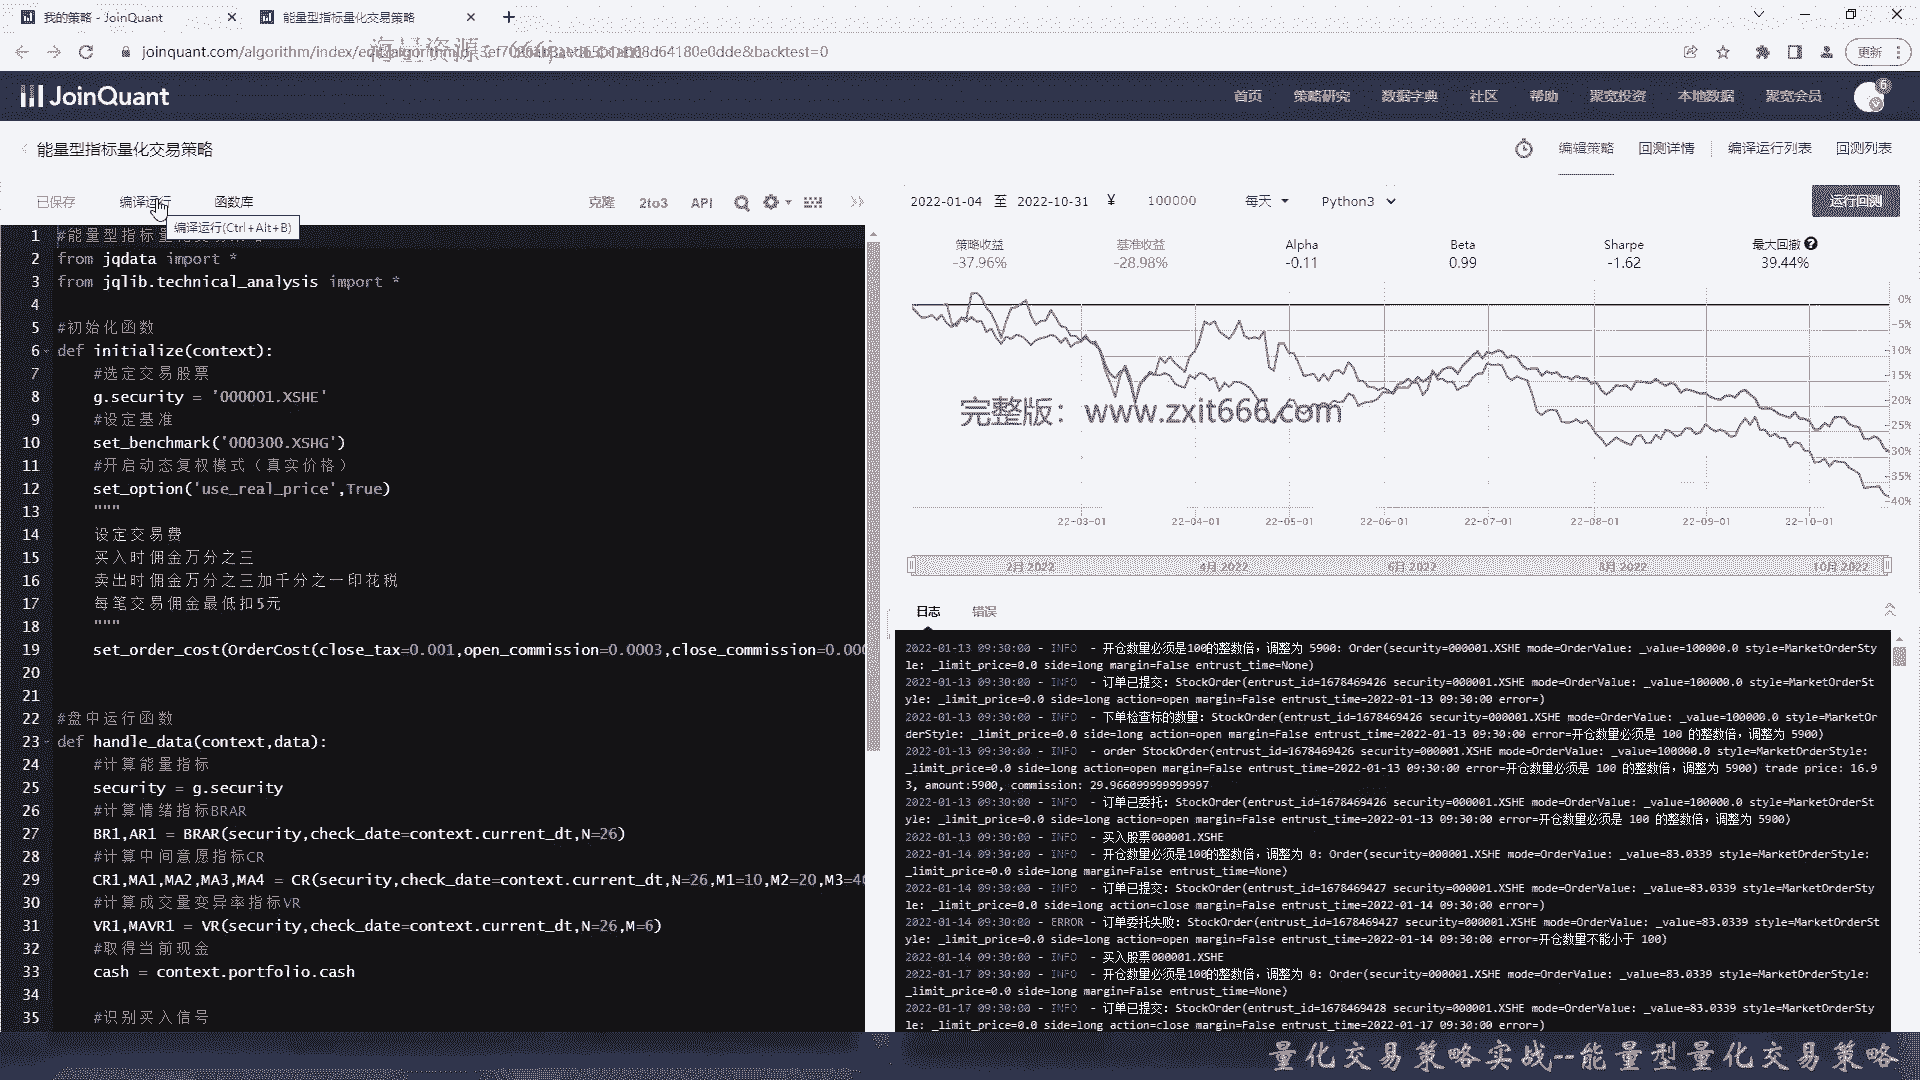 我的策略 - JoinQuant
能量型指标量化交易策略
海量资源：666j
更新
JoinQuant
首页 策略研究 数据字典 社区 帮助 聚宽投资 本地数据 聚宽会员
6
能量型指标量化交易策略
编辑策略 回测详情 编译运行列表 回测列表
已保存 编译运行 函数库 克隆 2to3 API
2022-01-04 至 2022-10-31 ¥ 100000 每天 Python3 运行回测
编译运行(Ctrl+Alt+B)
1 #能量型指标量化交易策略
2 from jqdata import *
3 from jqlib.technical_analysis import *
4
5 #初始化函数
6 def initialize(context):
7 #选定交易股票
8 g.security = '000001.XSHE'
9 #设定基准
10 set_benchmark('000300.XSHG')
11 #开启动态复权模式（真实价格）
12 set_option('use_real_price',True)
13 """
14 设定交易费
15 买入时佣金万分之三
16 卖出时佣金万分之三加千分之一印花税
17 每笔交易佣金最低扣5元
18 """
19 set_order_cost(OrderCost(close_tax=0.001,open_commission=0.0003,close_commission=0.000
20
21
22 #盘中运行函数
23 def handle_data(context,data):
24 #计算能量指标
25 security = g.security
26 #计算情绪指标BRAR
27 BR1,AR1 = BRAR(security,check_date=context.current_dt,N=26)
28 #计算中间意愿指标CR
29 CR1,MA1,MA2,MA3,MA4 = CR(security,check_date=context.current_dt,N=26,M1=10,M2=20,M3=40
30 #计算成交量变异率指标VR
31 VR1,MAVR1 = VR(security,check_date=context.current_dt,N=26,M=6)
32 #取得当前现金
33 cash = context.portfolio.cash
34
35 #识别买入信号
策略收益 基准收益 Alpha Beta Sharpe 最大回撤
-37.96% -28.98% -0.11 0.99 -1.62 39.44%
0%
-5%
-10%
-15%
-20%
-25%
-30%
-35%
-40%
完整版：www.zxit666.com
22-03-01 22-04-01 22-05-01 22-06-01 22-07-01 22-08-01 22-09-01 22-10-01
2月 2022 4月 2022 6月 2022 8月 2022 10月 2022
日志 错误
2022-01-13 09:30:00 - INFO - 开仓数量必须是100的整数倍，调整为 5900: Order(security=000001.XSHE mode=OrderValue: _value=100000.0 style=MarketOrderSty
le: _limit_price=0.0 side=long margin=False entrust_time=None)
2022-01-13 09:30:00 - INFO - 订单已提交: StockOrder(entrust_id=1678469426 security=000001.XSHE mode=OrderValue: _value=100000.0 style=MarketOrderSt
yle: _limit_price=0.0 side=long action=open margin=False entrust_time=2022-01-13 09:30:00 error=)
2022-01-13 09:30:00 - INFO - 下单检查标的数量: StockOrder(entrust_id=1678469426 security=000001.XSHE mode=OrderValue: _value=100000.0 style=MarketOr
derStyle: _limit_price=0.0 side=long action=open margin=False entrust_time=2022-01-13 09:30:00 error=开仓数量必须是 100 的整数倍，调整为 5900)
2022-01-13 09:30:00 - INFO - order StockOrder(entrust_id=1678469426 security=000001.XSHE mode=OrderValue: _value=100000.0 style=MarketOrderStyle:
_limit_price=0.0 side=long action=open margin=False entrust_time=2022-01-13 09:30:00 error=开仓数量必须是 100 的整数倍，调整为 5900) trade price: 16.9
3, amount:5900, commission: 29.966099999999997
2022-01-13 09:30:00 - INFO - 订单已委托: StockOrder(entrust_id=1678469426 security=000001.XSHE mode=OrderValue: _value=100000.0 style=MarketOrderSt
yle: _limit_price=0.0 side=long action=open margin=False entrust_time=2022-01-13 09:30:00 error=开仓数量必须是 100 的整数倍，调整为 5900)
2022-01-13 09:30:00 - INFO - 买入股票000001.XSHE
2022-01-14 09:30:00 - INFO - 开仓数量必须是100的整数倍，调整为 0: Order(security=000001.XSHE mode=OrderValue: _value=83.0339 style=MarketOrderStyle:
_limit_price=0.0 side=long margin=False entrust_time=None)
2022-01-14 09:30:00 - INFO - 订单已提交: StockOrder(entrust_id=1678469427 security=000001.XSHE mode=OrderValue: _value=83.0339 style=MarketOrderSty
le: _limit_price=0.0 side=long action=close margin=False entrust_time=2022-01-14 09:30:00 error=)
2022-01-14 09:30:00 - ERROR - 订单委托失败: StockOrder(entrust_id=1678469427 security=000001.XSHE mode=OrderValue: _value=83.0339 style=MarketOrderSt
yle: _limit_price=0.0 side=long action=open margin=False entrust_time=2022-01-14 09:30:00 error=开仓数量不能小于 100)
2022-01-14 09:30:00 - INFO - 买入股票000001.XSHE
2022-01-17 09:30:00 - INFO - 开仓数量必须是100的整数倍，调整为 0: Order(security=000001.XSHE mode=OrderValue: _value=83.0339 style=MarketOrderStyle:
_limit_price=0.0 side=long margin=False entrust_time=None)
2022-01-17 09:30:00 - INFO - 订单已提交: StockOrder(entrust_id=1678469428 security=000001.XSHE mode=OrderValue: _value=83.0339 style=MarketOrderSty
le: _limit_price=0.0 side=long action=close margin=False entrust_time=2022-01-17 09:30:00 error=)
量化交易策略实战--能量型量化交易策略